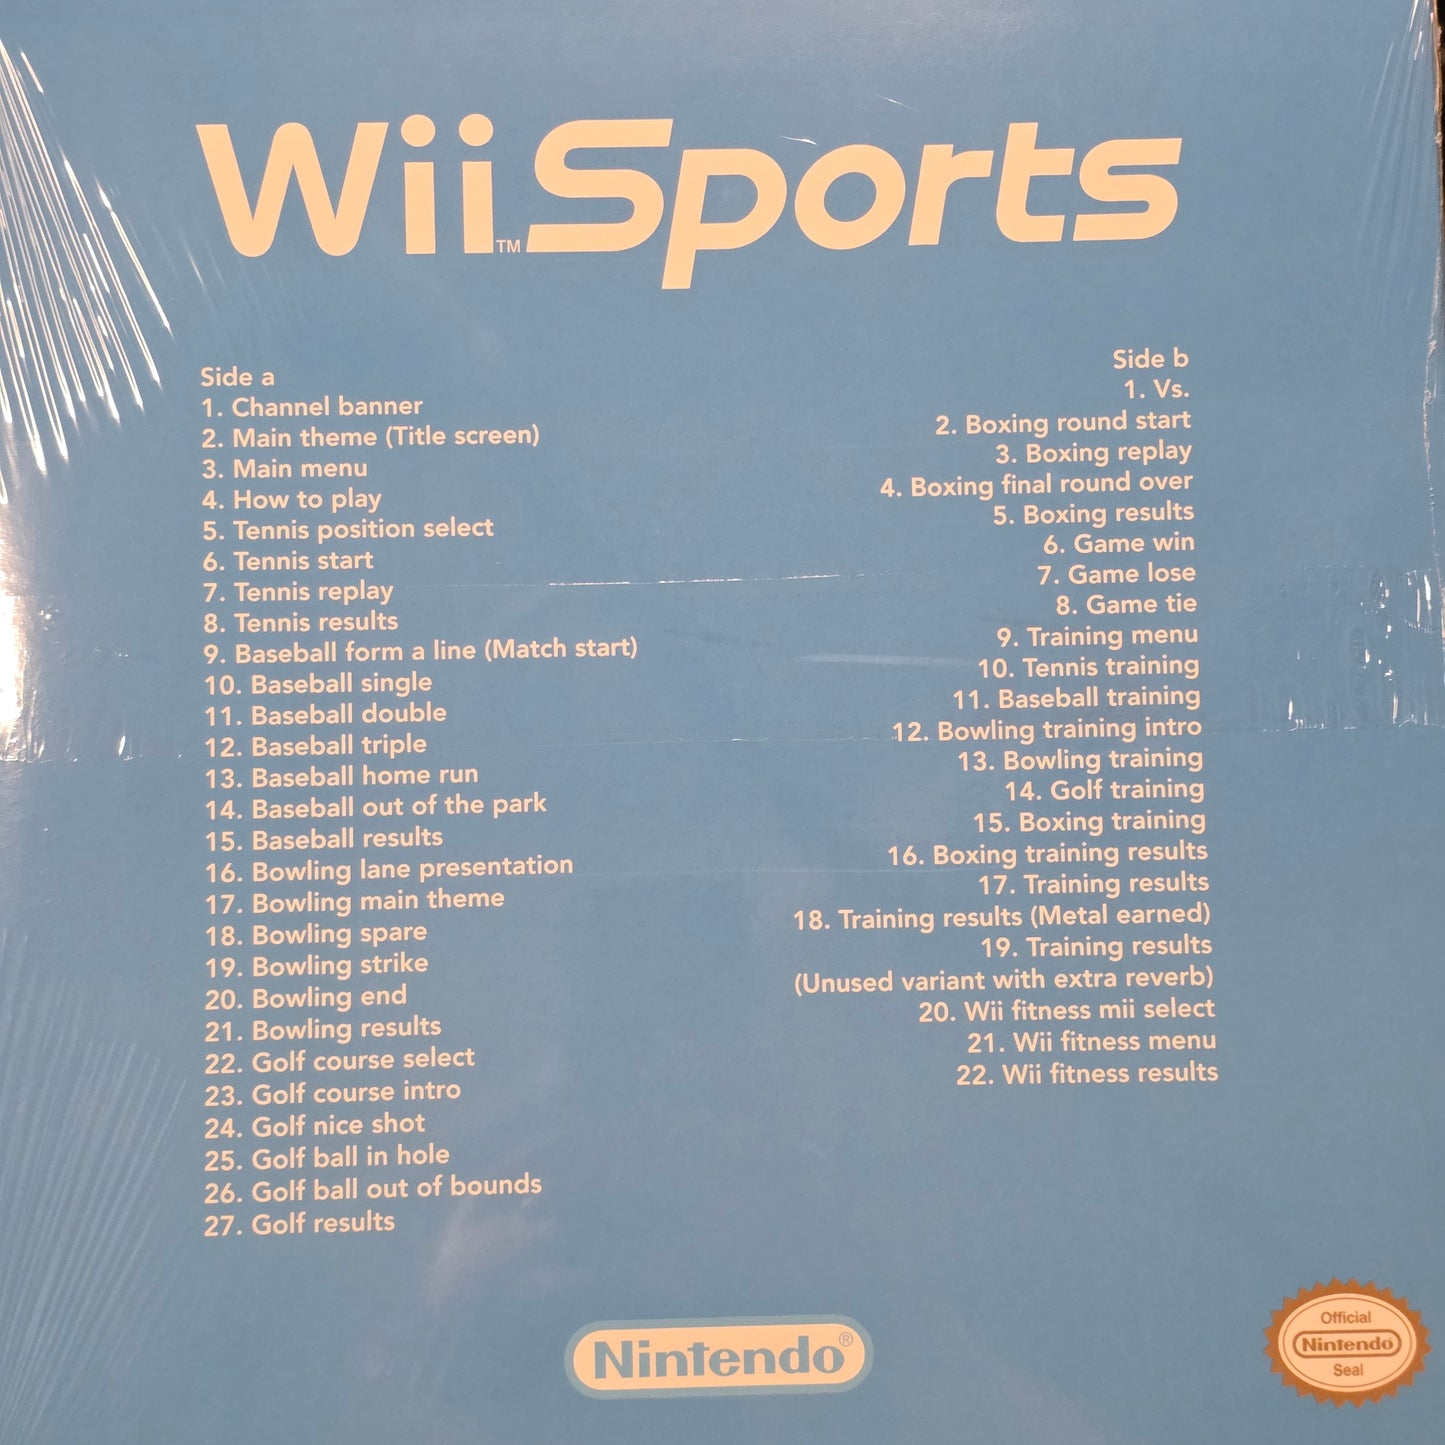 Wii Sports
TM
Side a
1. Channel banner
2. Main theme (Title screen)
3. Main menu
4. How to play
5. Tennis position select
6. Tennis start
7. Tennis replay
8. Tennis results
9. Baseball form a line (Match start)
10. Baseball single
11. Baseball double
12. Baseball triple
13. Baseball home run
14. Baseball out of the park
15. Baseball results
16. Bowling lane presentation
17. Bowling main theme
18. Bowling spare
19. Bowling strike
20. Bowling end
21. Bowling results
22. Golf course select
23. Golf course intro
24. Golf nice shot
25. Golf ball in hole
26. Golf ball out of bounds
27. Golf results
Side b
1. Vs.
2. Boxing round start
3. Boxing replay
4. Boxing final round over
5. Boxing results
6. Game win
7. Game lose
8. Game tie
9. Training menu
10. Tennis training
11. Baseball training
12. Bowling training intro
13. Bowling training
14. Golf training
15. Boxing training
16. Boxing training results
17. Training results
18. Training results (Metal earned)
19. Training results
(Unused variant with extra reverb)
20. Wii fitness mii select
21. Wii fitness menu
22. Wii fitness results
Nintendo®
Official
Nintendo
Seal